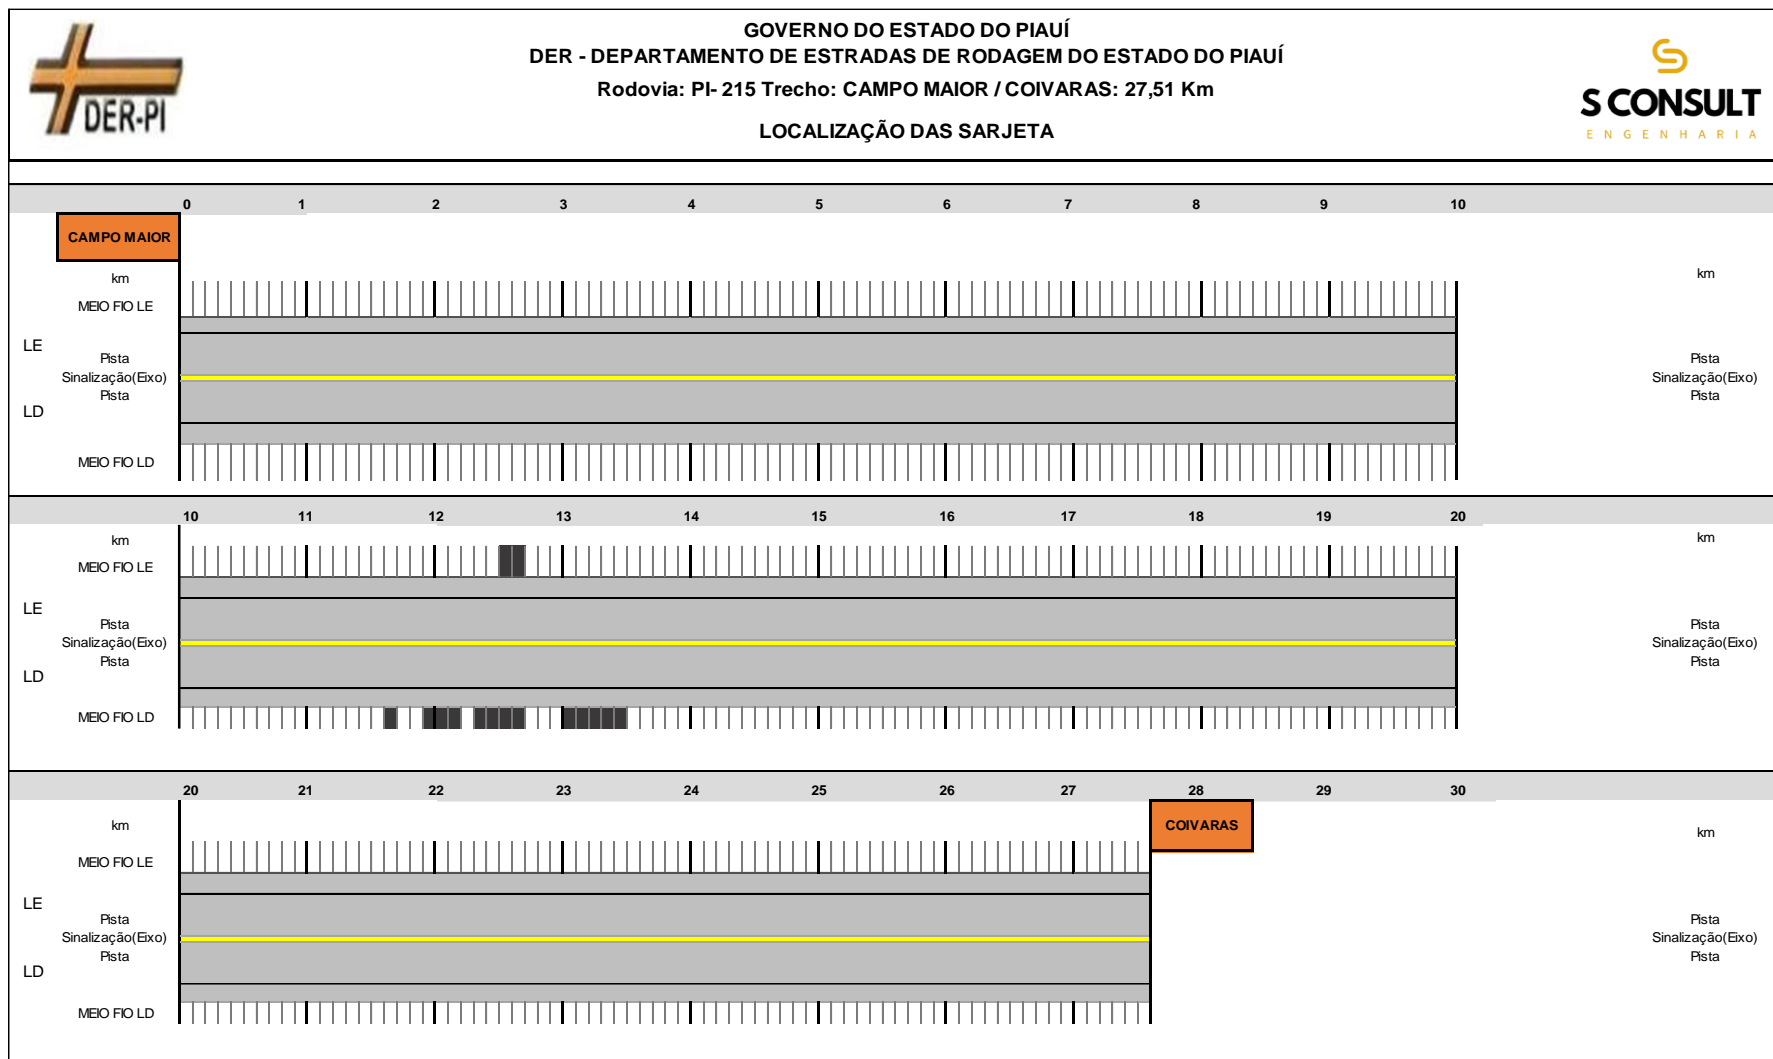 GOVERNO DO ESTADO DO PIAUÍ
DER - DEPARTAMENTO DE ESTRADAS DE RODAGEM DO ESTADO DO PIAUÍ
Rodovia: PI- 215 Trecho: CAMPO MAIOR / COIVARAS: 27,51 Km
LOCALIZAÇÃO DAS SARJETA
DER-PI
S CONSULT
ENGENHARIA
0 1 2 3 4 5 6 7 8 9 10
CAMPO MAIOR
km km
MEIO FIO LE
LE
Pista Pista
Sinalização(Eixo) Sinalização(Eixo)
Pista Pista
LD
MEIO FIO LD
10 11 12 13 14 15 16 17 18 19 20
km km
MEIO FIO LE
LE
Pista Pista
Sinalização(Eixo) Sinalização(Eixo)
Pista Pista
LD
MEIO FIO LD
20 21 22 23 24 25 26 27 28 29 30
COIVARAS
km km
MEIO FIO LE
LE
Pista Pista
Sinalização(Eixo) Sinalização(Eixo)
Pista Pista
LD
MEIO FIO LD